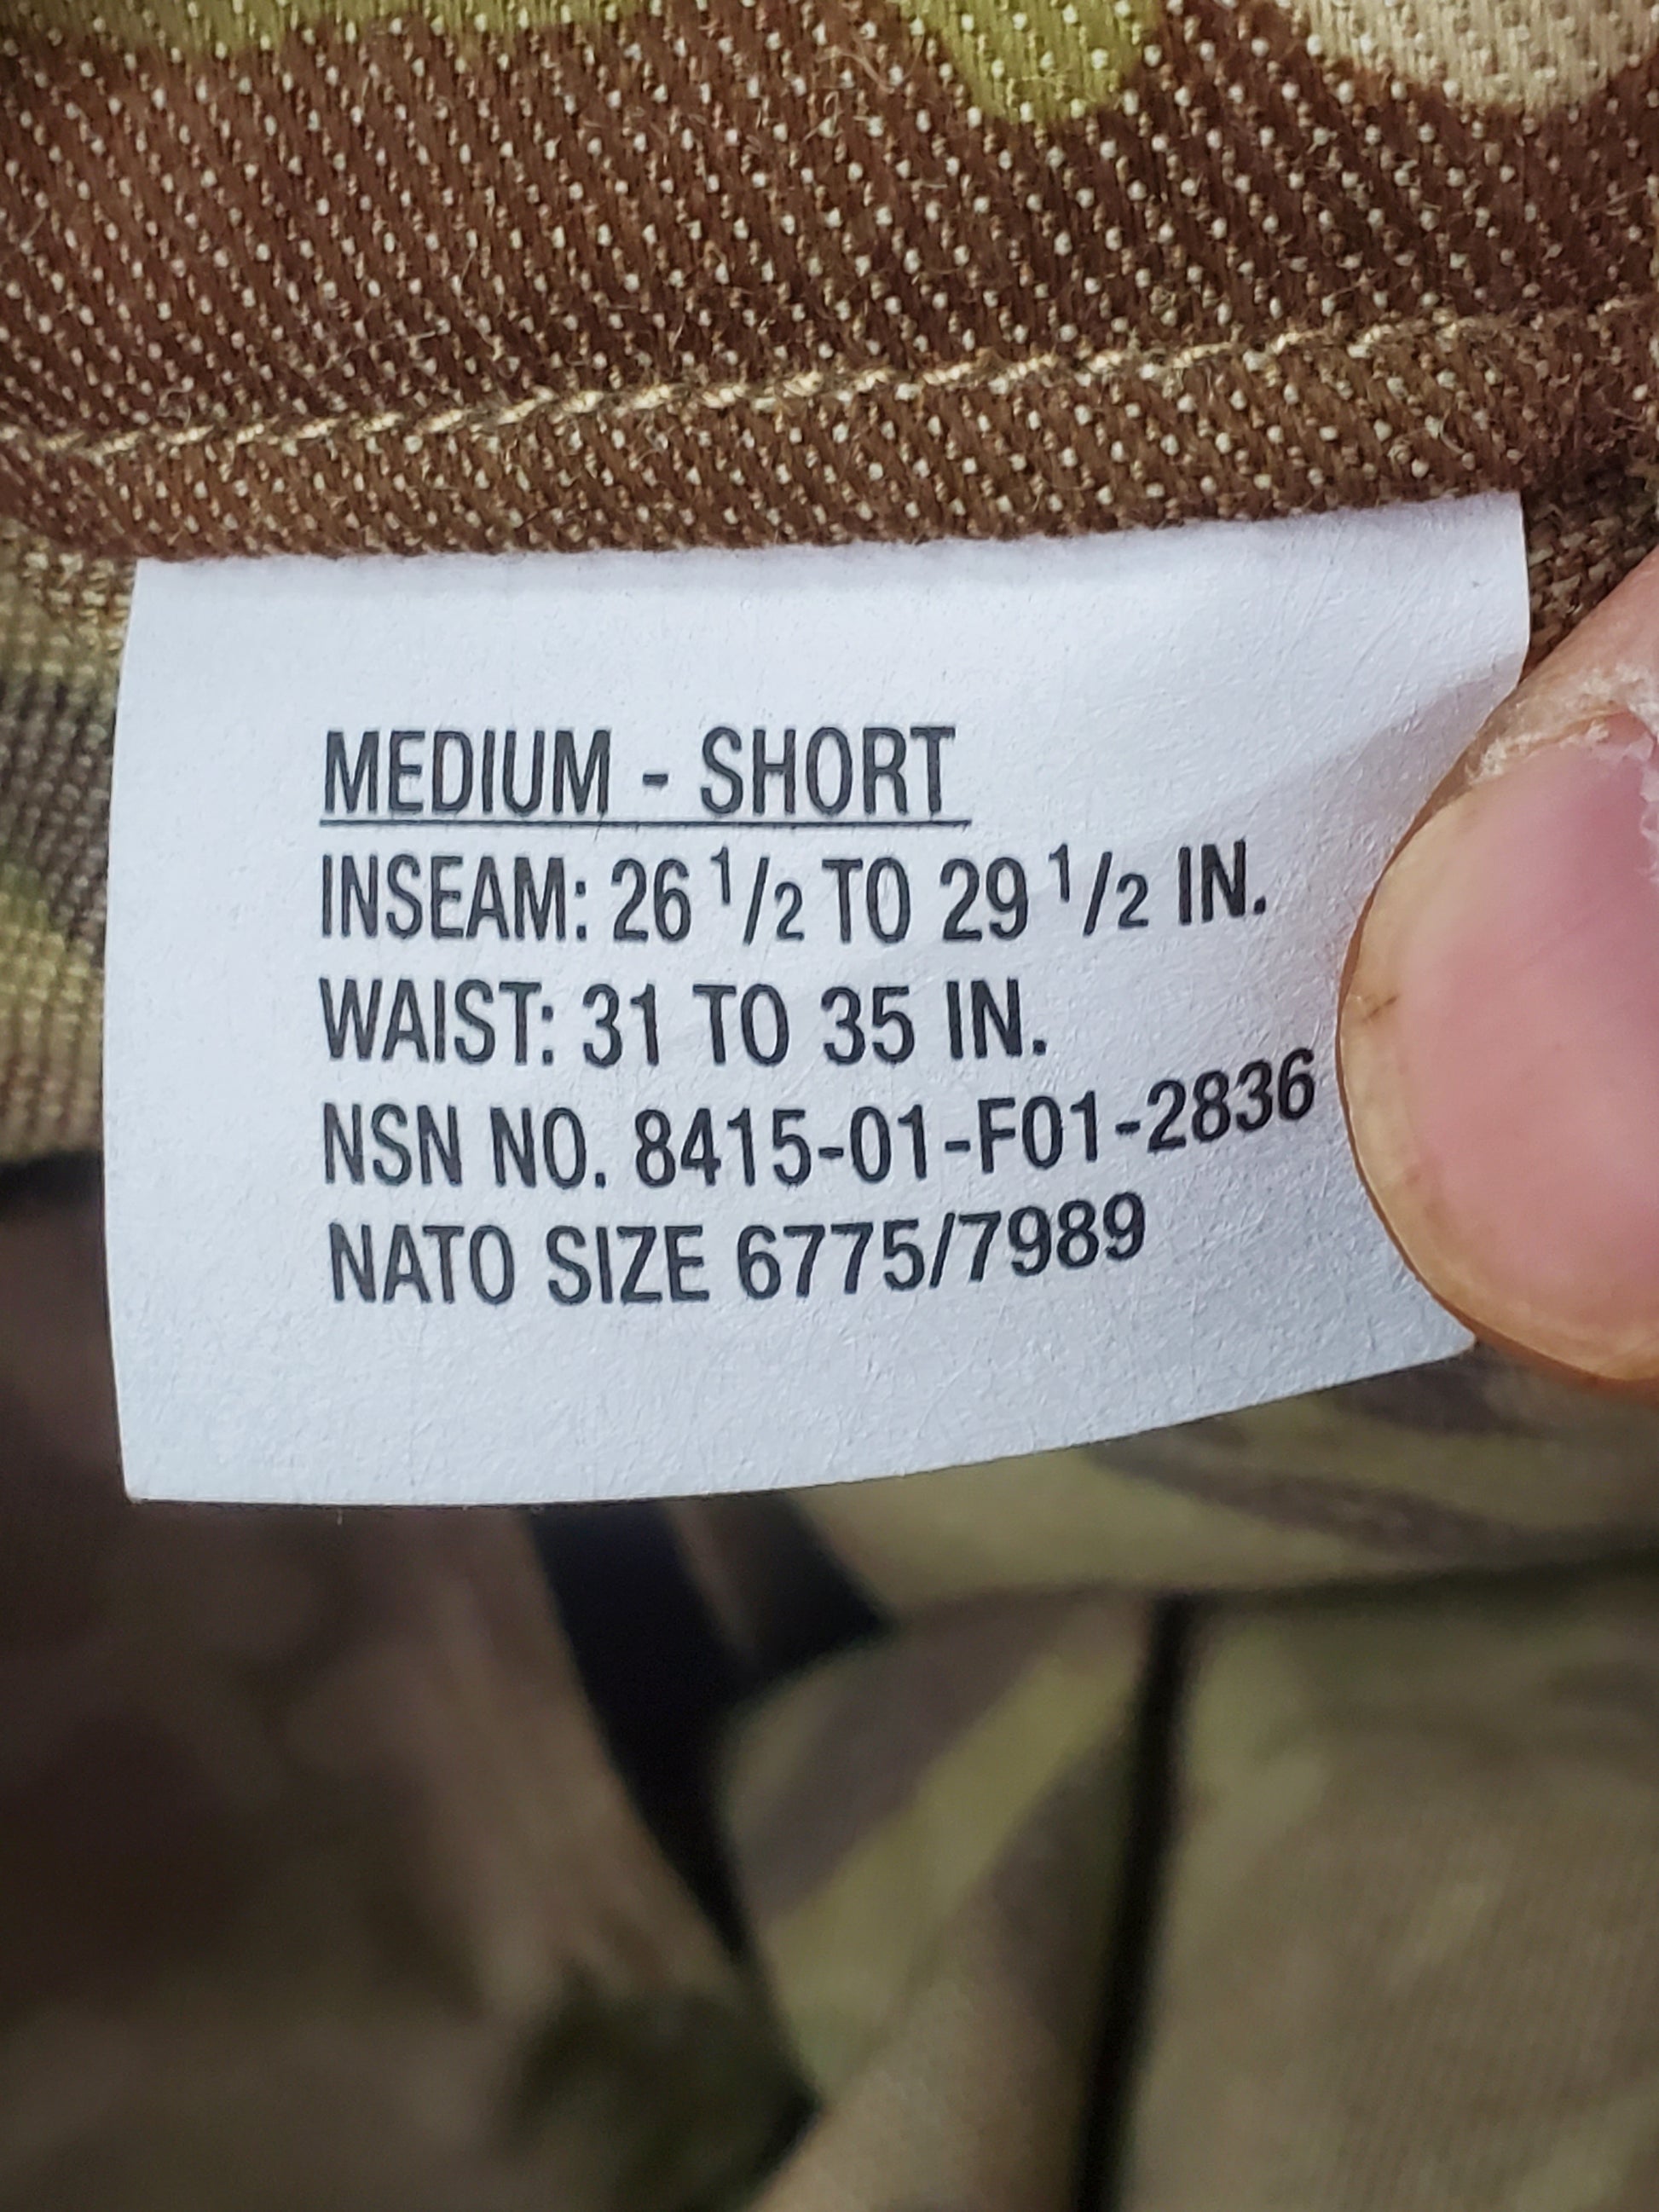 MEDIUM - SHORT
INSEAM: 26 1/2 TO 29 1/2 IN.
WAIST: 31 TO 35 IN.
NSN NO. 8415-01-F01-2836
NATO SIZE 6775/7989